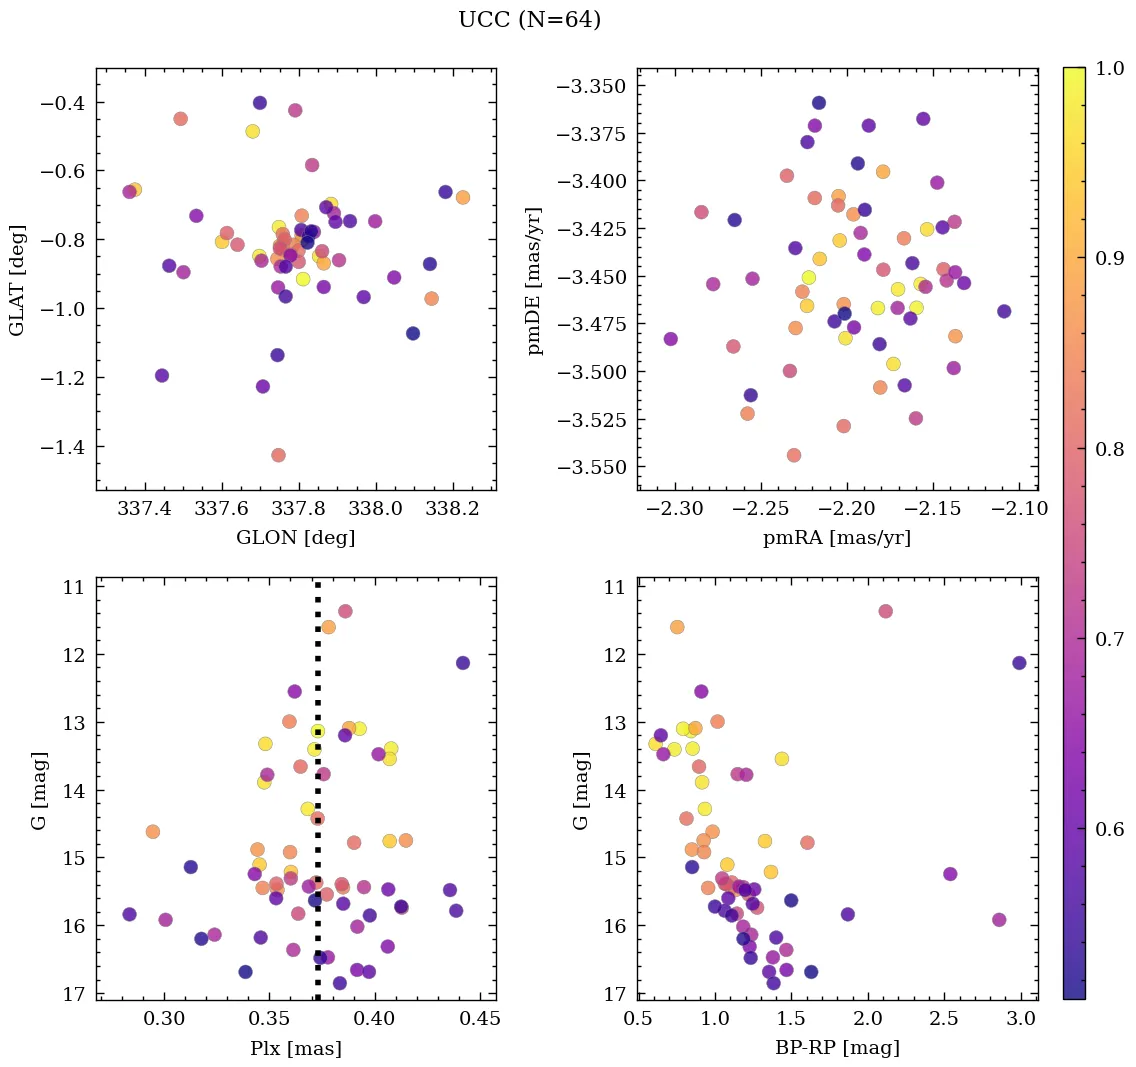 UCC (N=64)
−0.4
−0.6
−0.8
−1.0
−1.2
−1.4
GLAT [deg]
337.4 337.6 337.8 338.0 338.2
GLON [deg]
−3.350
−3.375
−3.400
−3.425
−3.450
−3.475
−3.500
−3.525
−3.550
pmDE [mas/yr]
−2.30 −2.25 −2.20 −2.15 −2.10
pmRA [mas/yr]
11
12
13
14
15
16
17
G [mag]
0.30 0.35 0.40 0.45
Plx [mas]
11
12
13
14
15
16
17
G [mag]
0.5 1.0 1.5 2.0 2.5 3.0
BP-RP [mag]
1.0
0.9
0.8
0.7
0.6